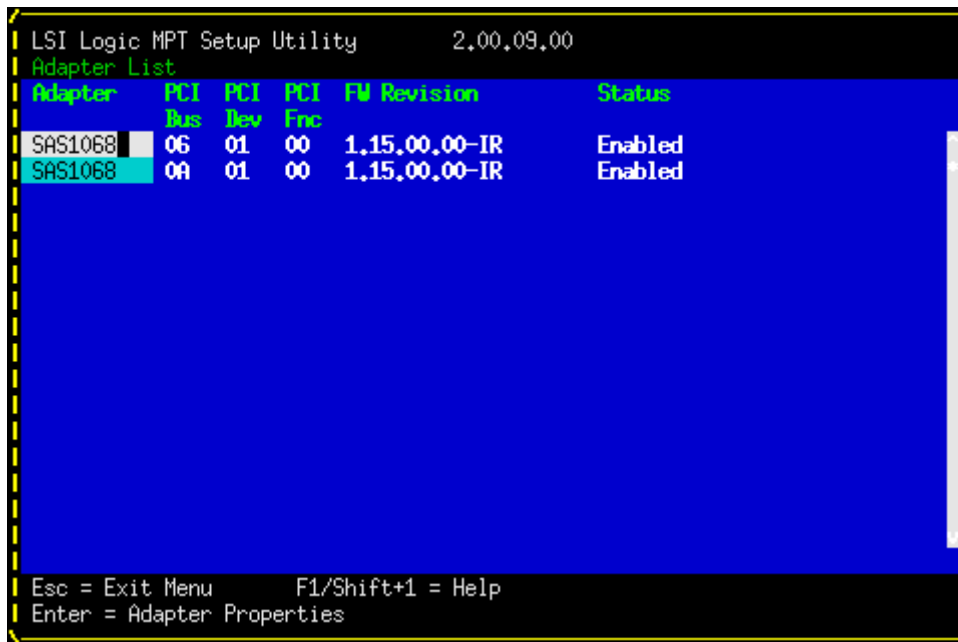 LSI Logic MPT Setup Utility 2.00.09.00
Adapter List
Adapter PCI PCI PCI FW Revision Status
Bus Dev Fnc
SAS1068 06 01 00 1.15.00.00-IR Enabled
SAS1068 0A 01 00 1.15.00.00-IR Enabled
Esc = Exit Menu F1/Shift+1 = Help
Enter = Adapter Properties